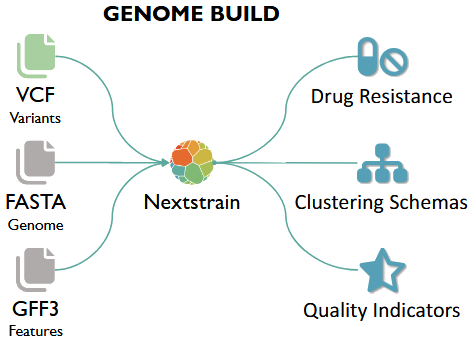 GENOME BUILD
VCF
Variants
Drug Resistance
FASTA
Genome
Nextstrain
Clustering Schemas
GFF3
Features
Quality Indicators